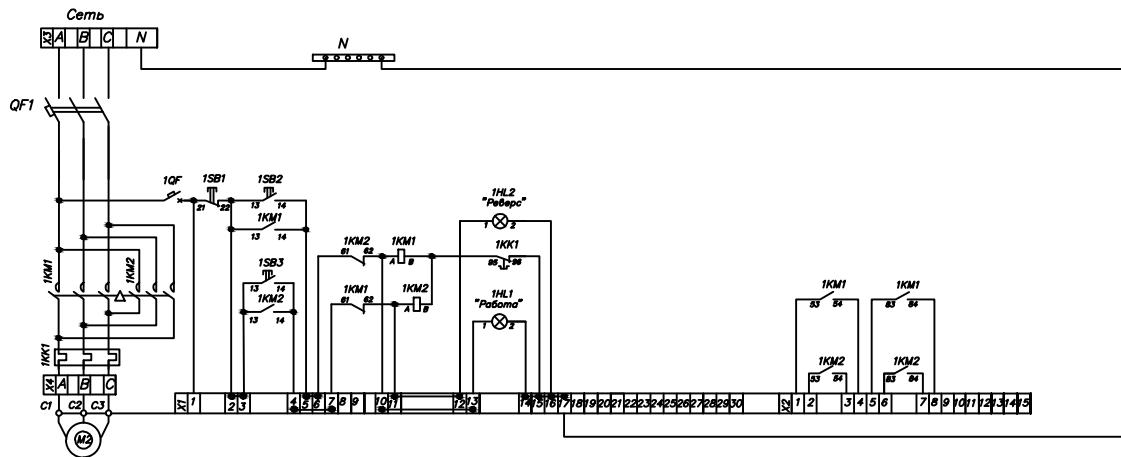 Сеть
X3 A B C N
N
QF1
1QF
1SB1
21 22
1SB2
13 14
1KM1
13 14
1SB3
13 14
1KM2
13 14
1KM2
61 62
1KM1
A B
1KM1
61 62
1KM2
A B
1HL2
"Реверс"
1 2
1KK1
95 96
1HL1
"Работа"
1 2
1KM1
53 54
1KM1
83 84
1KM2
53 54
1KM2
83 84
1KM1
1KM2
1KK1
X4 A B C
C1 C2 C3
M2
X1 1 2 3 4 5 6 7 8 9 10 11 12 13 14 15 16 17 18 19 20 21 22 23 24 25 26 27 28 29 30
X2 1 2 3 4 5 6 7 8 9 10 11 12 13 14 15